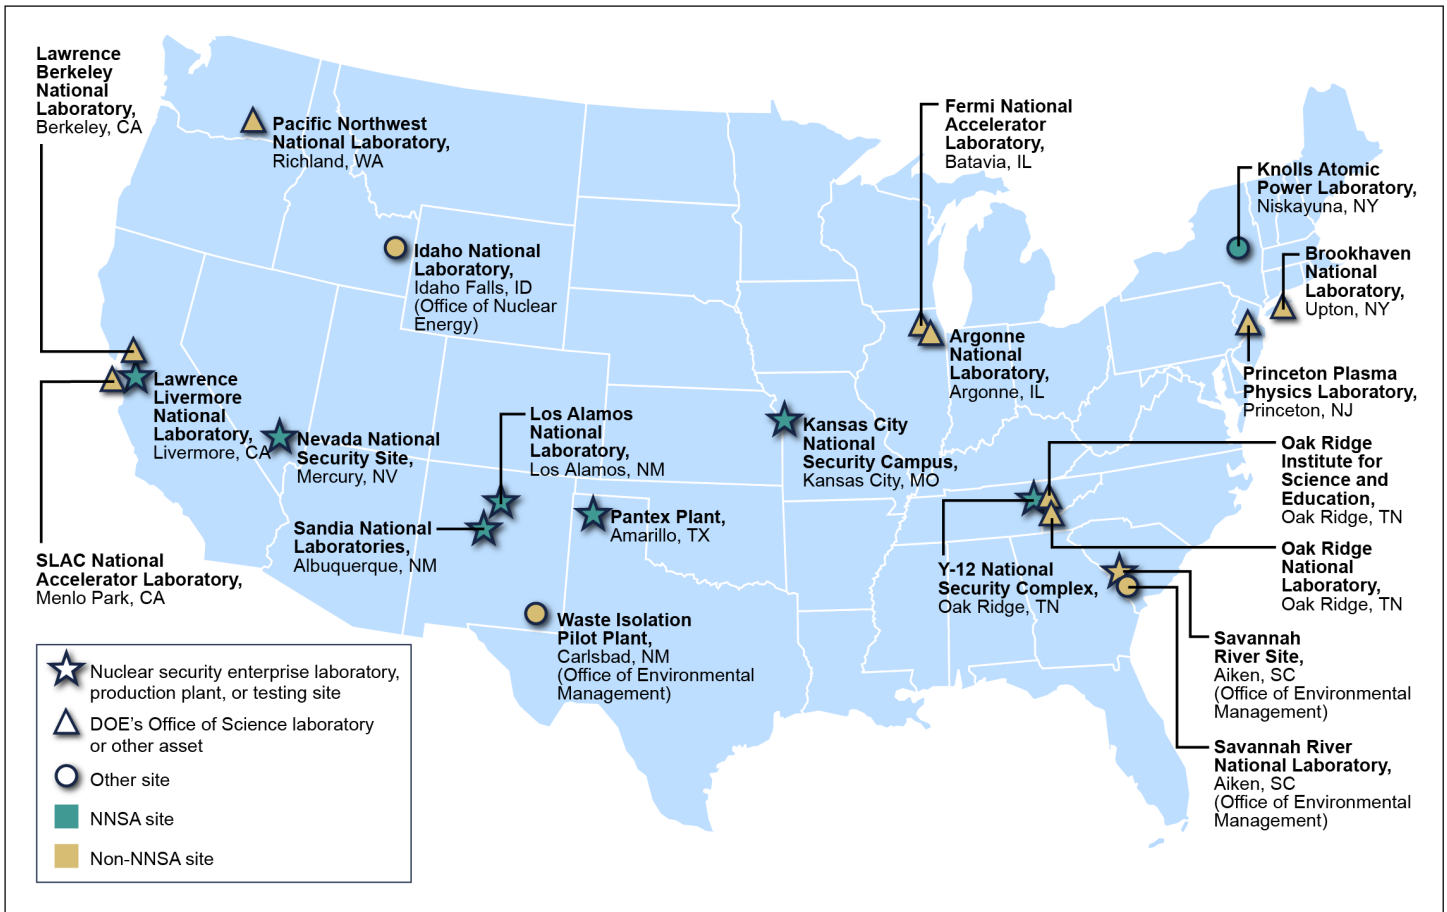 Lawrence
Berkeley
National
Laboratory,
Berkeley, CA
Pacific Northwest
National Laboratory,
Richland, WA
Fermi National
Accelerator
Laboratory,
Batavia, IL
Knolls Atomic
Power Laboratory,
Niskayuna, NY
Idaho National
Laboratory,
Idaho Falls, ID
(Office of Nuclear
Energy)
Brookhaven
National
Laboratory,
Upton, NY
Argonne
National
Laboratory,
Argonne, IL
Princeton Plasma
Physics Laboratory,
Princeton, NJ
Lawrence
Livermore
National
Laboratory,
Livermore, CA
Nevada National
Security Site,
Mercury, NV
Los Alamos
National
Laboratory,
Los Alamos, NM
Kansas City
National
Security Campus,
Kansas City, MO
Oak Ridge
Institute for
Science and
Education,
Oak Ridge, TN
Sandia National
Laboratories,
Albuquerque, NM
Pantex Plant,
Amarillo, TX
SLAC National
Accelerator Laboratory,
Menlo Park, CA
Y-12 National
Security Complex,
Oak Ridge, TN
Oak Ridge
National
Laboratory,
Oak Ridge, TN
Waste Isolation
Pilot Plant,
Carlsbad, NM
(Office of Environmental
Management)
Savannah
River Site,
Aiken, SC
(Office of Environmental
Management)
Savannah River
National Laboratory,
Aiken, SC
(Office of Environmental
Management)
Nuclear security enterprise laboratory,
production plant, or testing site
DOE's Office of Science laboratory
or other asset
Other site
NNSA site
Non-NNSA site